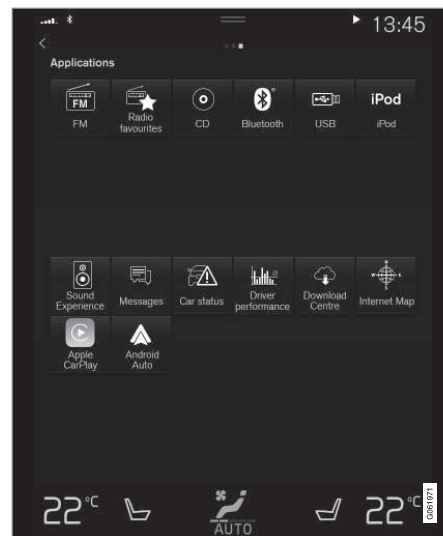 13:45
Applications
FM
FM
Radio
favourites
CD
Bluetooth
USB
iPod
iPod
Sound
Experience
Messages
Car status
Driver
performance
Download
Centre
Internet Map
Apple
CarPlay
Android
Auto
22°C
AUTO
22°C
G061971